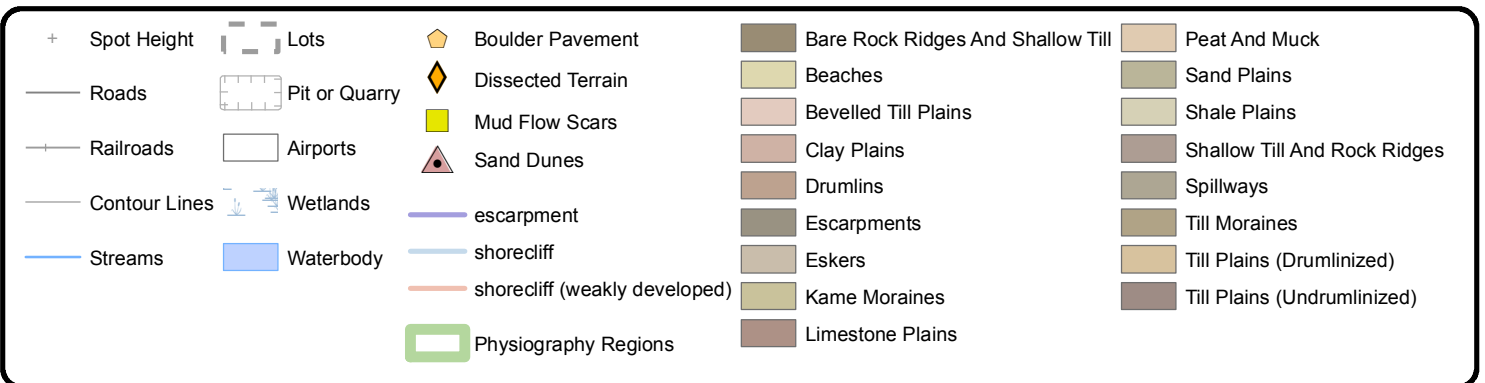 Spot Height
Roads
Railroads
Contour Lines
Streams
Lots
Pit or Quarry
Airports
Wetlands
Waterbody
Boulder Pavement
Dissected Terrain
Mud Flow Scars
Sand Dunes
escarpment
shorecliff
shorecliff (weakly developed)
Physiography Regions
Bare Rock Ridges And Shallow Till
Beaches
Bevelled Till Plains
Clay Plains
Drumlins
Escarpments
Eskers
Kame Moraines
Limestone Plains
Peat And Muck
Sand Plains
Shale Plains
Shallow Till And Rock Ridges
Spillways
Till Moraines
Till Plains (Drumlinized)
Till Plains (Undrumlinized)